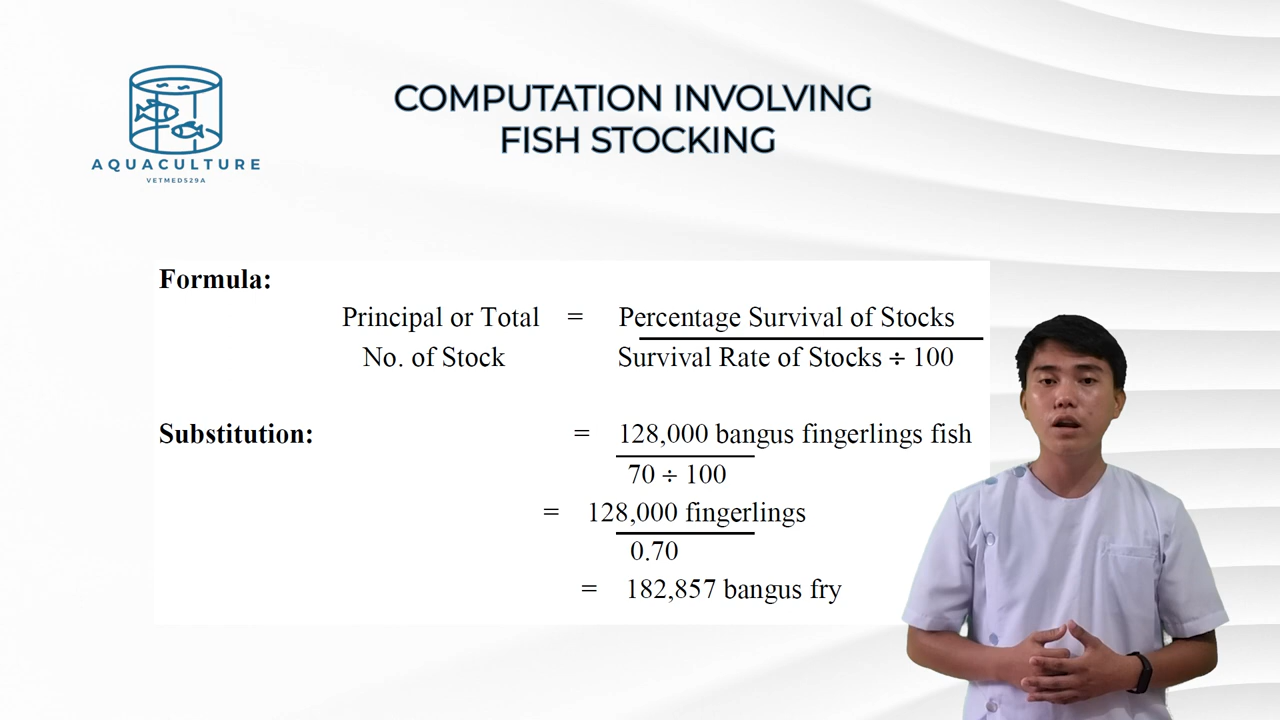 COMPUTATION INVOLVING
FISH STOCKING
AQUACULTURE
VETMEDS29A
Formula:
Principal or Total = Percentage Survival of Stocks
No. of Stock Survival Rate of Stocks ÷ 100
Substitution: = 128,000 bangus fingerlings fish
70 ÷ 100
= 128,000 fingerlings
0.70
= 182,857 bangus fry